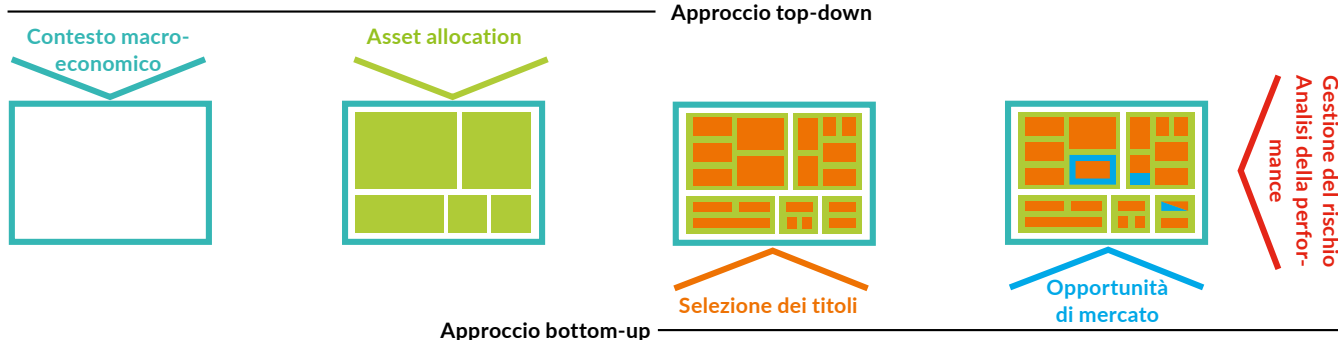 Approccio top-down
Contesto macro-
economico
Asset allocation
Gestione del rischio
Analisi della perfor-
mance
Selezione dei titoli
Opportunità
di mercato
Approccio bottom-up